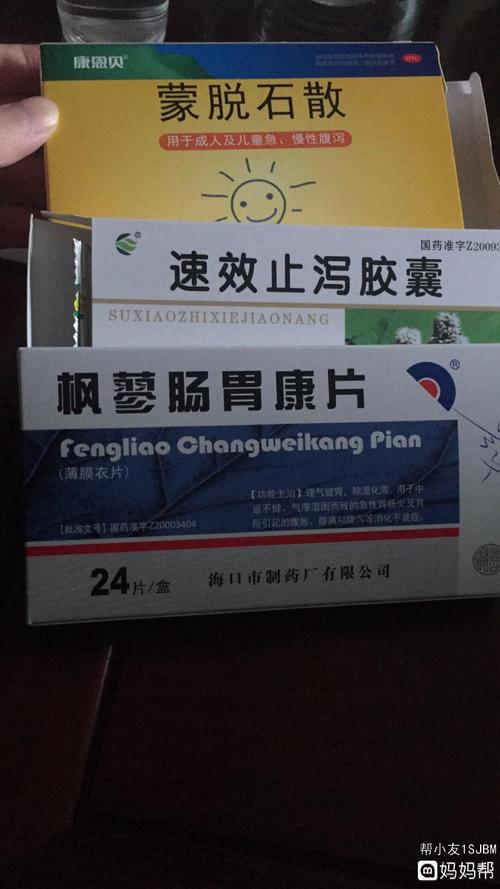 康恩贝®
OTC
蒙脱石散
用于成人及儿童急、慢性腹泻
国药准字Z2009
速效止泻胶囊
SUXIAOZHIXIEJIAONANG
枫蓼肠胃康片
®
Fengliao Changweikang Pian
(薄膜衣片)
【功能主治】理气健胃，除湿化滞。用于中
运不健、气滞湿困而致的急性胃肠炎及其
所引起的腹胀、腹痛和腹泻等消化不良症。
【批准文号】国药准字Z20003404
24片/盒
海口市制药厂有限公司
帮小友1SJBM
妈妈帮